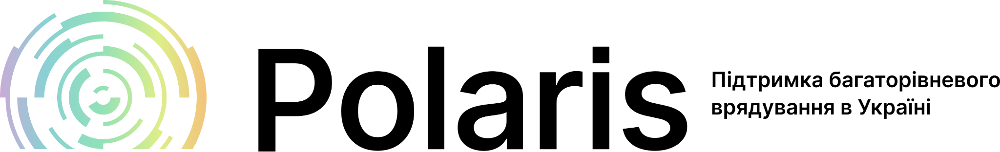 Polaris
Підтримка багаторівневого
врядування в Україні